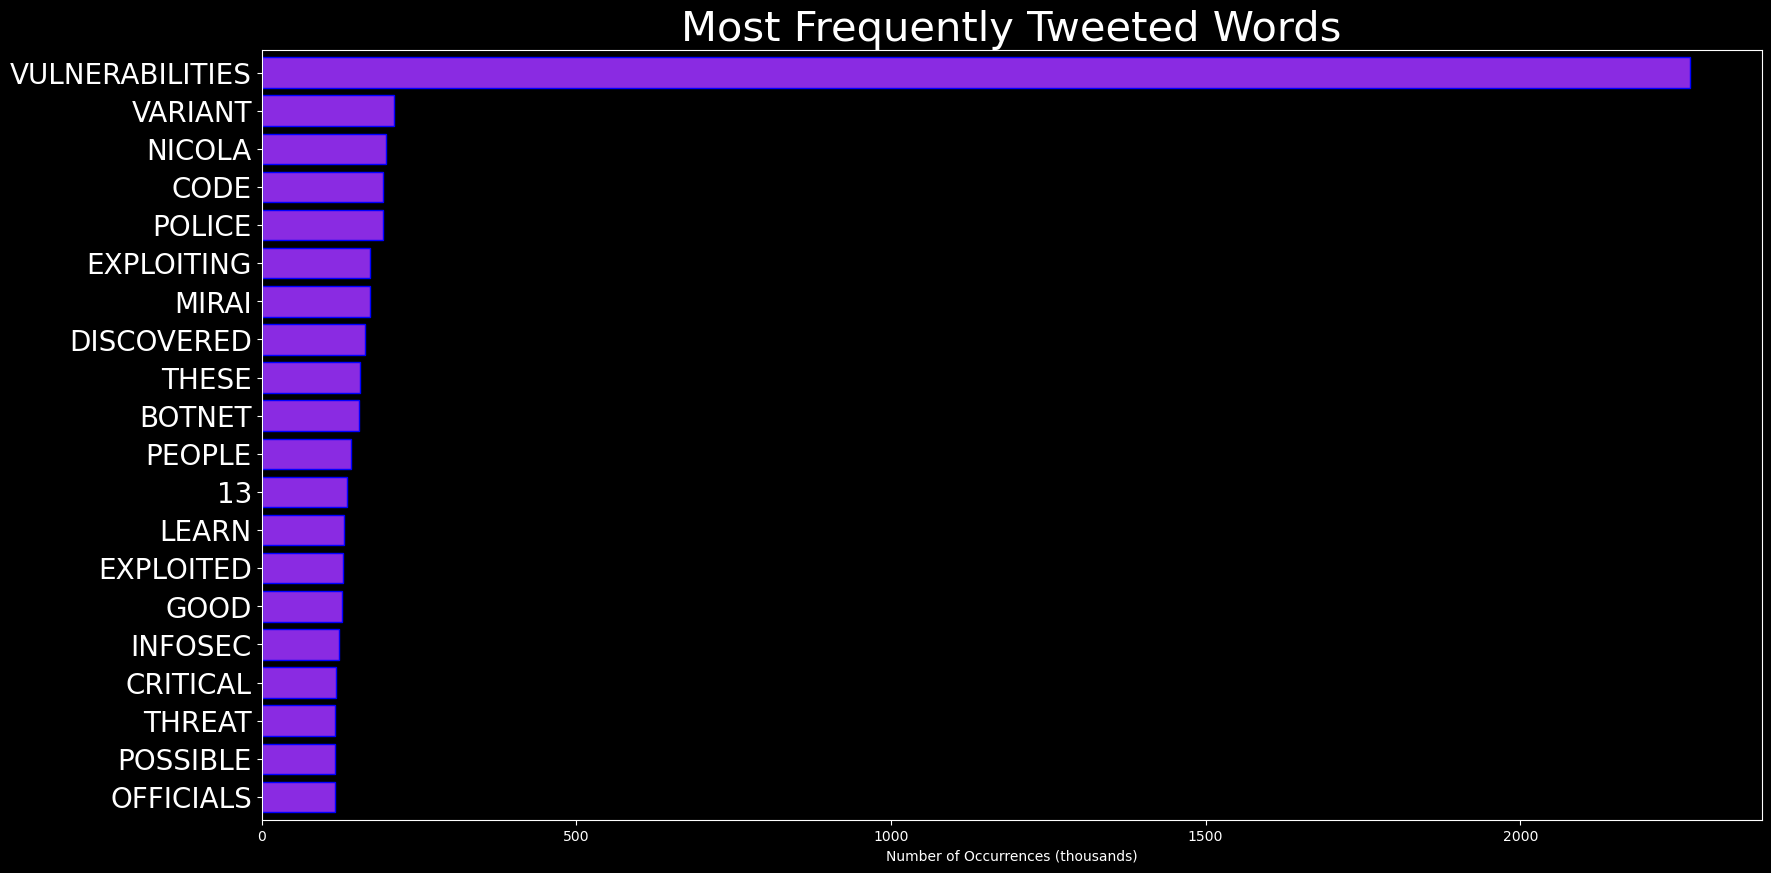 Most Frequently Tweeted Words
VULNERABILITIES
VARIANT
NICOLA
CODE
POLICE
EXPLOITING
MIRAI
DISCOVERED
THESE
BOTNET
PEOPLE
13
LEARN
EXPLOITED
GOOD
INFOSEC
CRITICAL
THREAT
POSSIBLE
OFFICIALS
0 500 1000 1500 2000
Number of Occurrences (thousands)